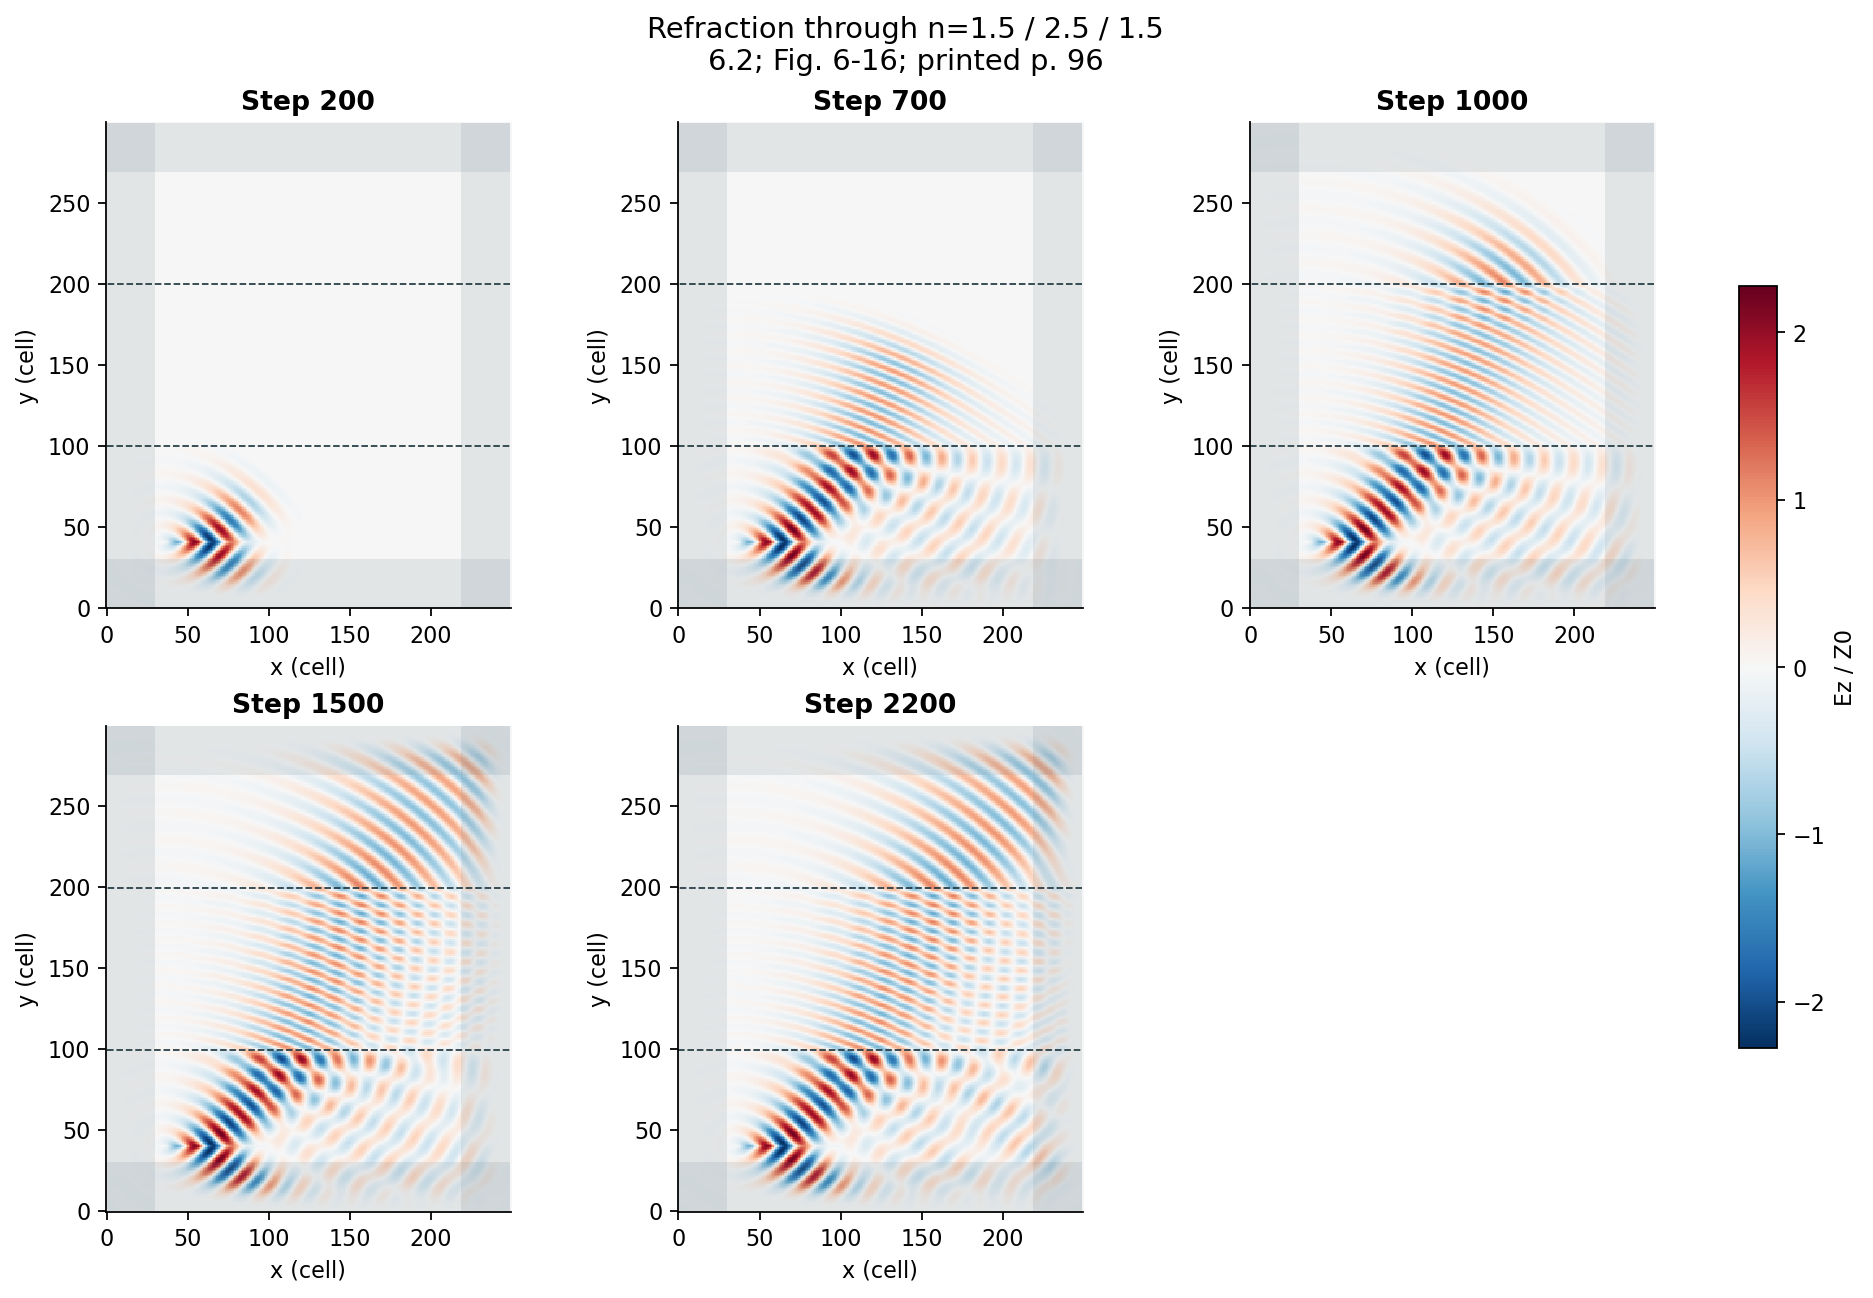 Refraction through n=1.5 / 2.5 / 1.5
6.2; Fig. 6-16; printed p. 96
Step 200
y (cell)
250
200
150
100
50
0
0 50 100 150 200
x (cell)
Step 700
y (cell)
250
200
150
100
50
0
0 50 100 150 200
x (cell)
Step 1000
y (cell)
250
200
150
100
50
0
0 50 100 150 200
x (cell)
Step 1500
y (cell)
250
200
150
100
50
0
0 50 100 150 200
x (cell)
Step 2200
y (cell)
250
200
150
100
50
0
0 50 100 150 200
x (cell)
2
1
0
−1
−2
Ez / Z0